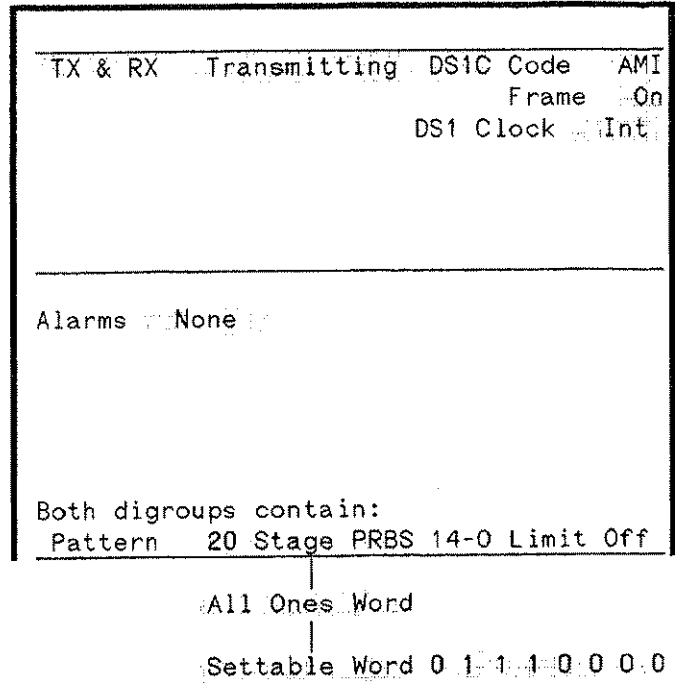 TX & RX Transmitting DS1C Code AMI
Frame On
DS1 Clock Int
Alarms None
Both digroups contain:
Pattern 20 Stage PRBS 14-0 Limit Off
All Ones Word
Settable Word 0 1 1 1 0 0 0 0